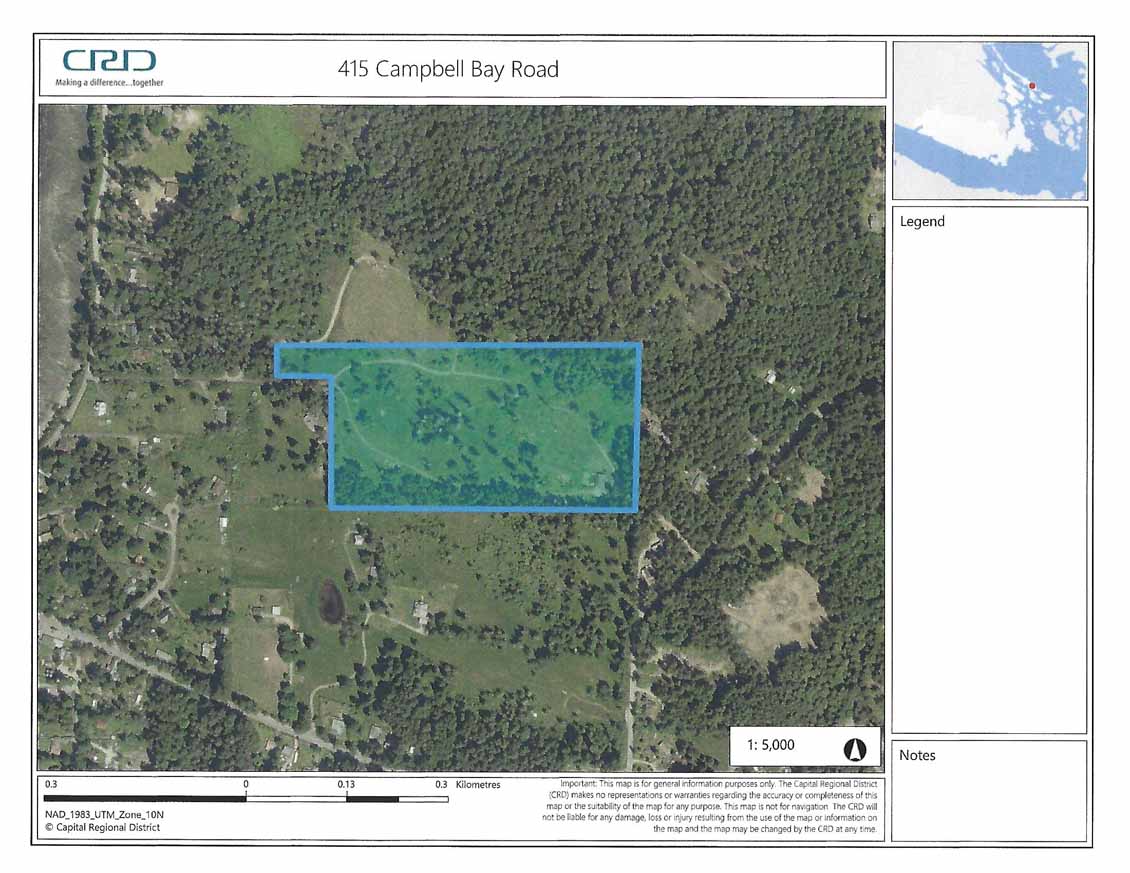 CRD
Making a difference...together
415 Campbell Bay Road
Legend
1: 5,000
Notes
0.3 0 0.13 0.3 Kilometres
NAD_1983_UTM_Zone_10N
© Capital Regional District
Important: This map is for general information purposes only. The Capital Regional District
(CRD) makes no representations or warranties regarding the accuracy or completeness of this
map or the suitability of the map for any purpose. This map is not for navigation The CRD will
not be liable for any damage, loss or injury resulting from the use of the map or information on
the map and the map may be changed by the CRD at any time.